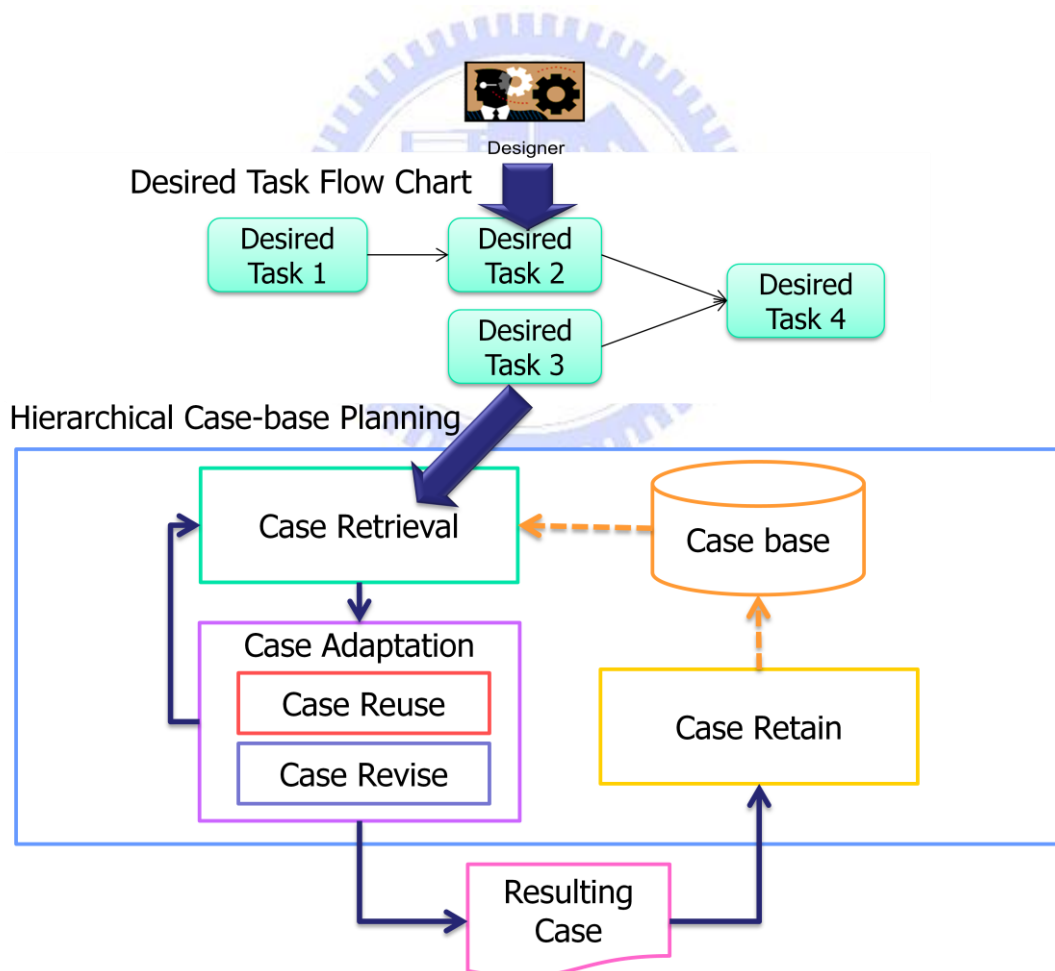 Designer
Desired Task Flow Chart
Desired
Task 1
Desired
Task 2
Desired
Task 3
Desired
Task 4
Hierarchical Case-base Planning
Case Retrieval
Case base
Case Adaptation
Case Reuse
Case Revise
Case Retain
Resulting
Case